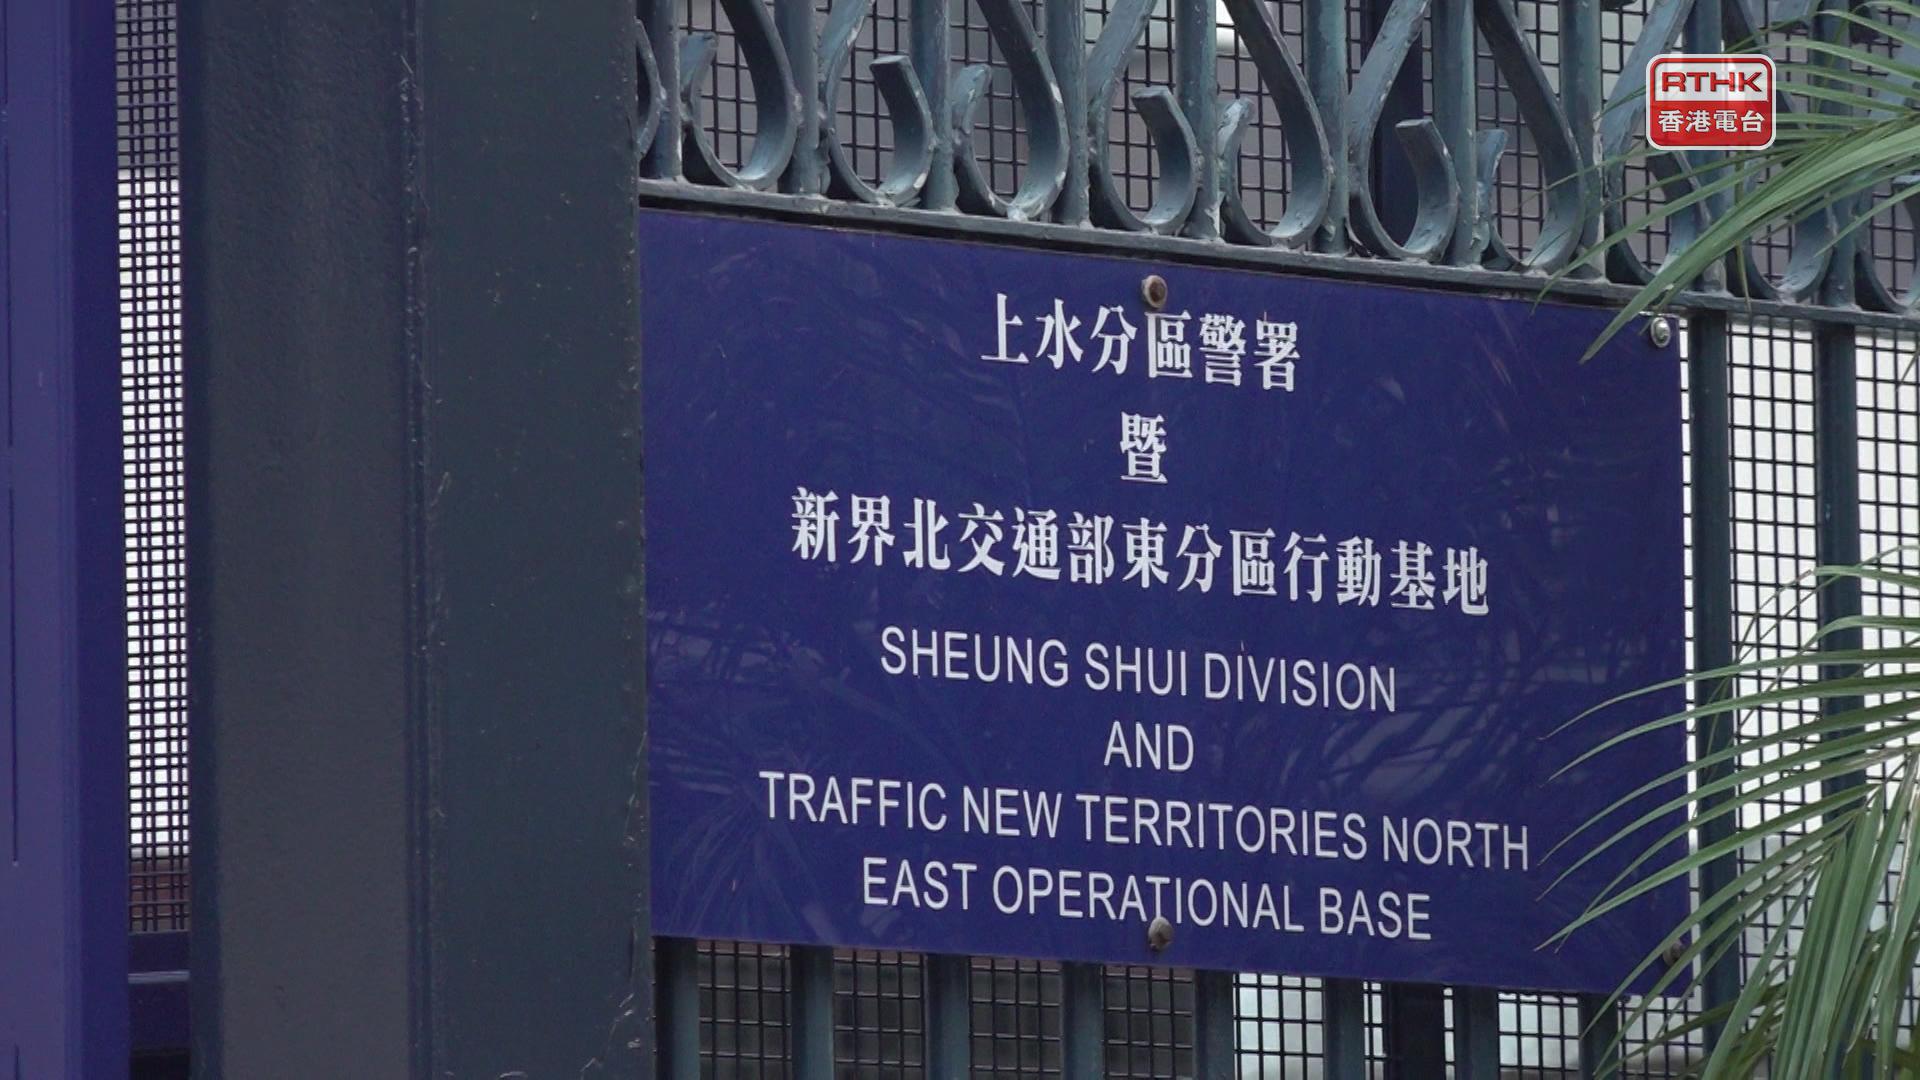 RTHK
香港電台
上水分區警署
暨
新界北交通部東分區行動基地
SHEUNG SHUI DIVISION
AND
TRAFFIC NEW TERRITORIES NORTH
EAST OPERATIONAL BASE